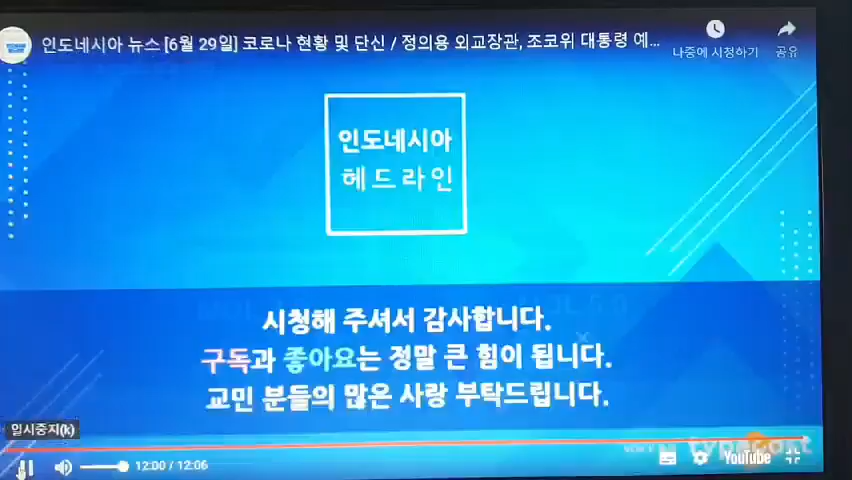 인도네시아 뉴스 [6월 29일] 코로나 현황 및 단신 / 정의용 외교장관, 조코위 대통령 예...
나중에 시청하기
공유
인도네시아
헤드라인
시청해 주셔서 감사합니다.
구독과 좋아요는 정말 큰 힘이 됩니다.
교민 분들의 많은 사랑 부탁드립니다.
일시중지(k)
12:00 / 12:06
YouTube